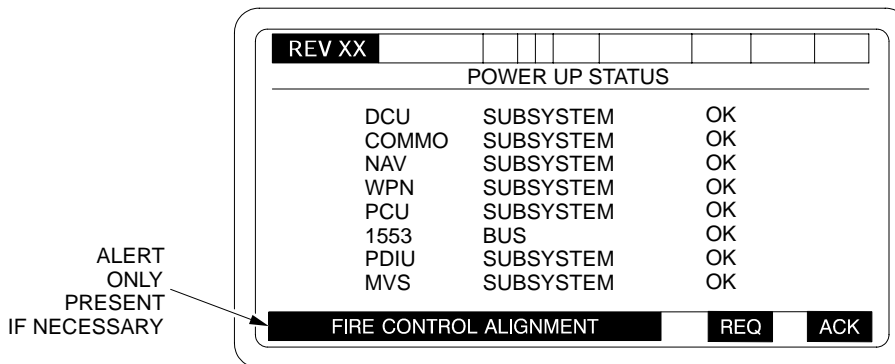 REV XX
POWER UP STATUS
DCU SUBSYSTEM OK
COMMO SUBSYSTEM OK
NAV SUBSYSTEM OK
WPN SUBSYSTEM OK
PCU SUBSYSTEM OK
1553 BUS OK
PDIU SUBSYSTEM OK
MVS SUBSYSTEM OK
ALERT
ONLY
PRESENT
IF NECESSARY
FIRE CONTROL ALIGNMENT REQ ACK